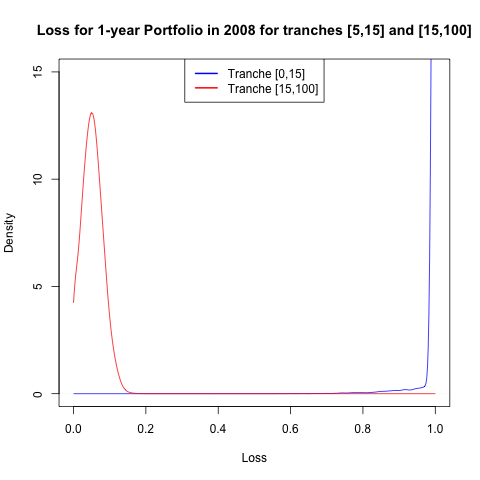 Loss for 1-year Portfolio in 2008 for tranches [5,15] and [15,100]
Tranche [0,15]
Tranche [15,100]
15
10
5
0
Density
0.0 0.2 0.4 0.6 0.8 1.0
Loss